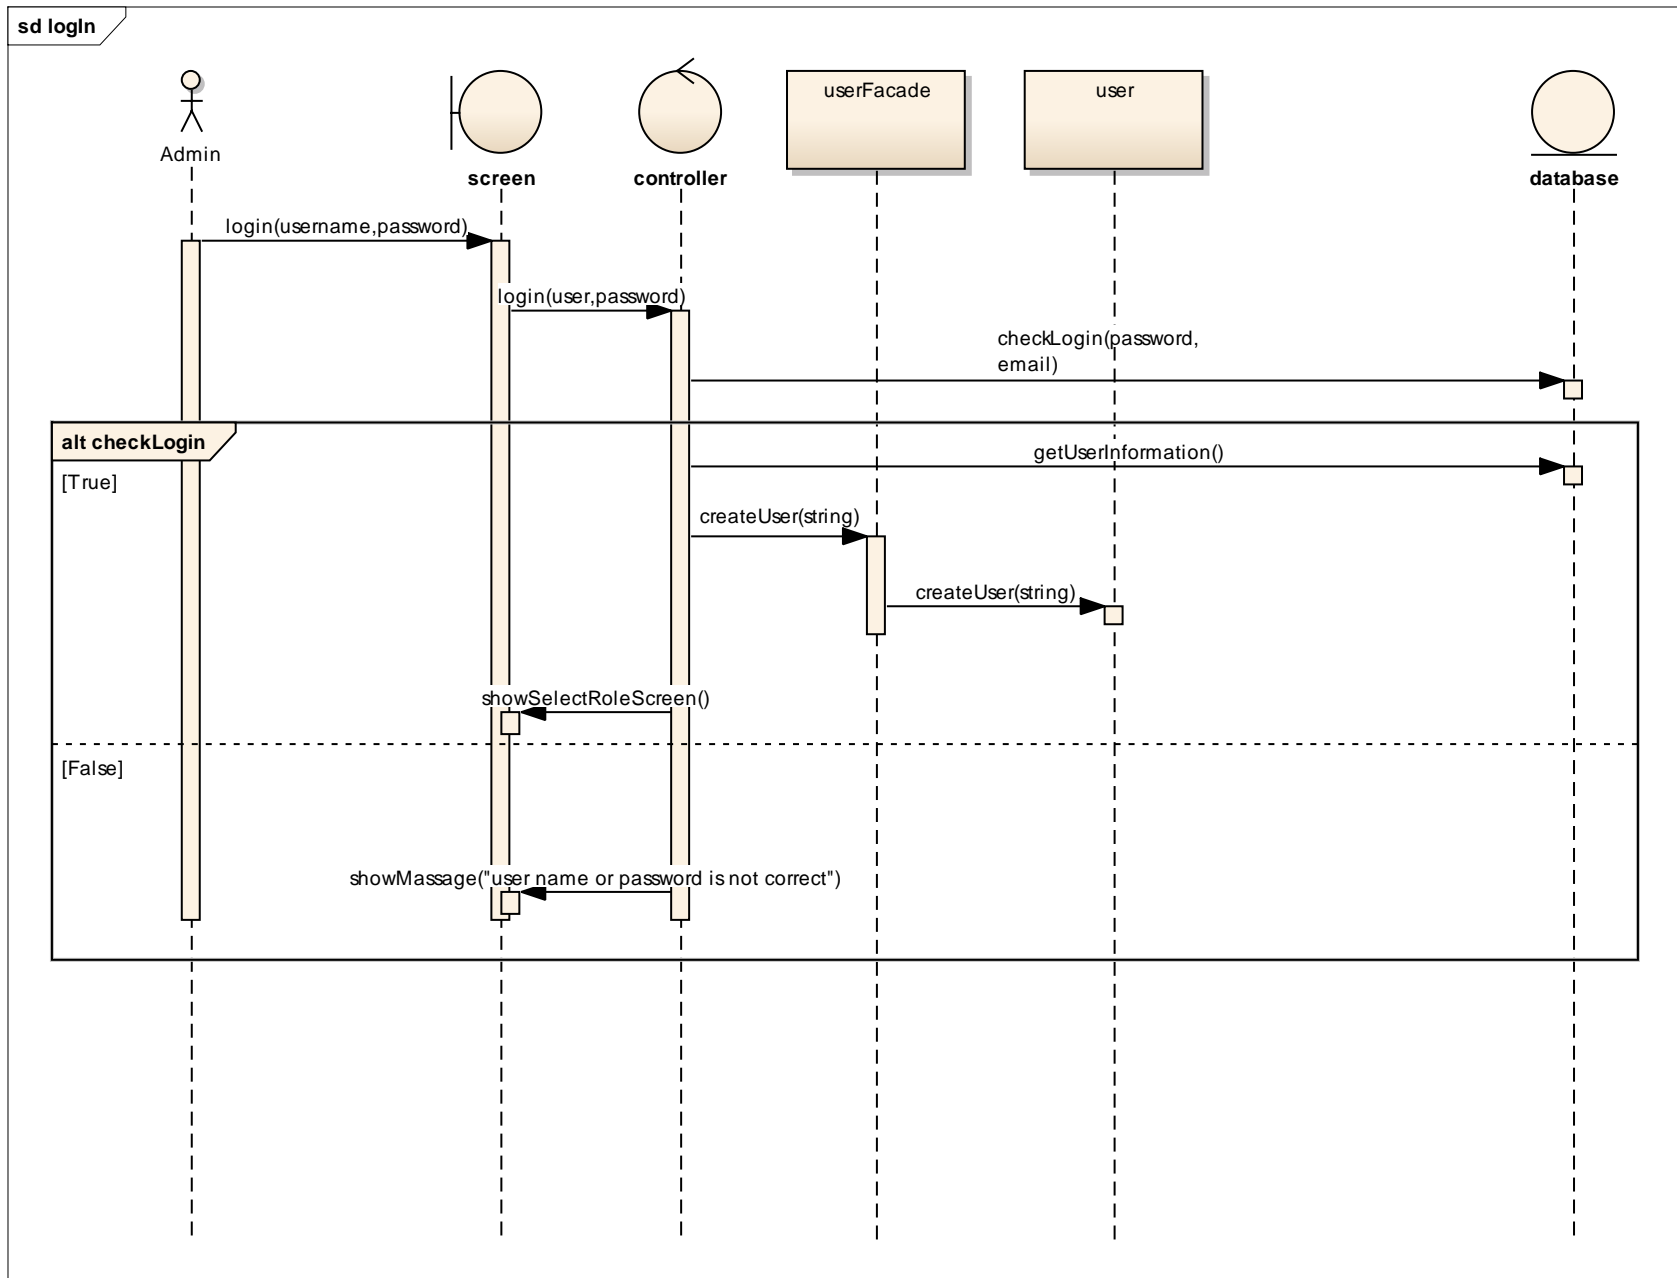 sd logIn
userFacade
user
Admin
screen
controller
database
login(username,password)
login(user,password)
checkLogin(password,
email)
alt checkLogin
getUserInformation()
[True]
createUser(string)
createUser(string)
showSelectRoleScreen()
[False]
showMassage("user name or password is not correct")